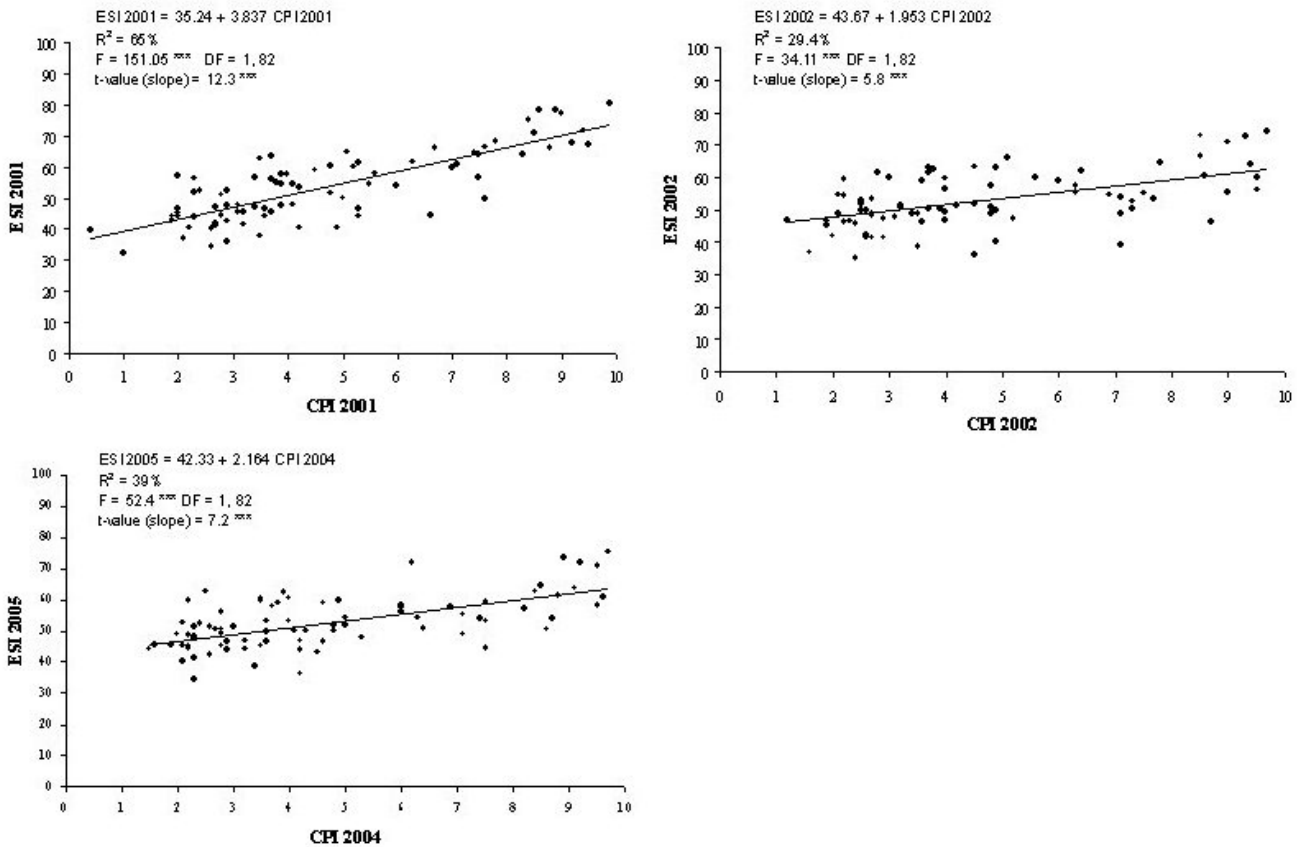 ESI 2001 = 35.24 + 3.837 CPI 2001
R² = 65%
F = 151.05 *** DF = 1, 82
t-value (slope) = 12.3 ***
100
90
80
70
60
50
40
30
20
10
0
ESI 2001
0 1 2 3 4 5 6 7 8 9 10
CPI 2001
ESI 2002 = 43.67 + 1.953 CPI 2002
R² = 29.4%
F = 34.11 *** DF = 1, 82
t-value (slope) = 5.8 ***
100
90
80
70
60
50
40
30
20
10
0
ESI 2002
0 1 2 3 4 5 6 7 8 9 10
CPI 2002
ESI 2005 = 42.33 + 2.164 CPI 2004
R² = 39%
F = 52.4 *** DF = 1, 82
t-value (slope) = 7.2 ***
100
90
80
70
60
50
40
30
20
10
0
ESI 2005
0 1 2 3 4 5 6 7 8 9 10
CPI 2004